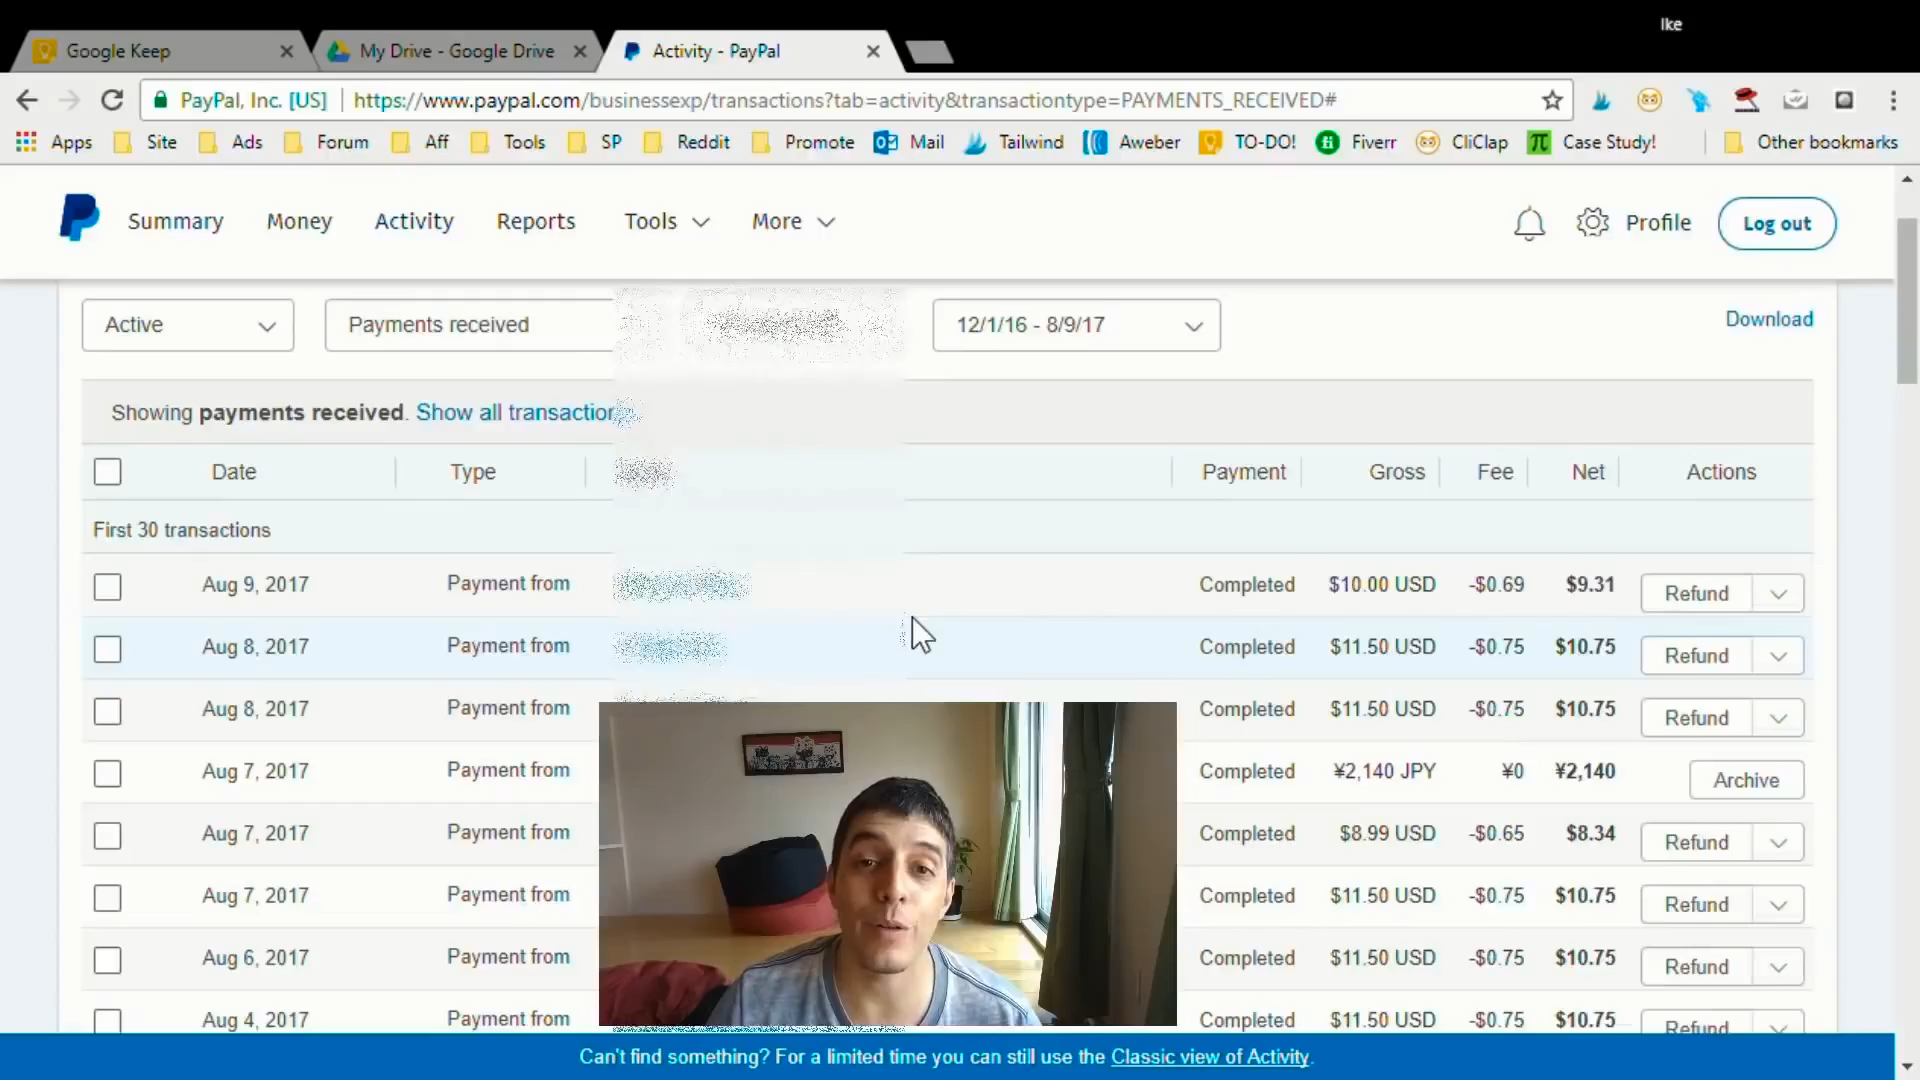 Ike
Google Keep
My Drive - Google Drive
Activity - PayPal
PayPal, Inc. [US] https://www.paypal.com/businessexp/transactions?tab=activity&transactiontype=PAYMENTS_RECEIVED#
Apps Site Ads Forum Aff Tools SP Reddit Promote Mail Tailwind Aweber TO-DO! Fiverr CliClap Case Study! Other bookmarks
Summary Money Activity Reports Tools More Profile Log out
Active Payments received 12/1/16 - 8/9/17 Download
Showing payments received. Show all
Date Type Payment Gross Fee Net Actions
First 30 transactions
Aug 9, 2017 Payment from Completed $10.00 USD -$0.69 $9.31 Refund
Aug 8, 2017 Payment from Completed $11.50 USD -$0.75 $10.75 Refund
Aug 8, 2017 Payment from Completed $11.50 USD -$0.75 $10.75 Refund
Aug 7, 2017 Payment from Completed ¥2,140 JPY ¥0 ¥2,140 Archive
Aug 7, 2017 Payment from Completed $8.99 USD -$0.65 $8.34 Refund
Aug 7, 2017 Payment from Completed $11.50 USD -$0.75 $10.75 Refund
Aug 6, 2017 Payment from Completed $11.50 USD -$0.75 $10.75 Refund
Aug 4, 2017 Payment from Completed $11.50 USD -$0.75 $10.75 Refund
Can't find something? For a limited time you can still use the Classic view of Activity.